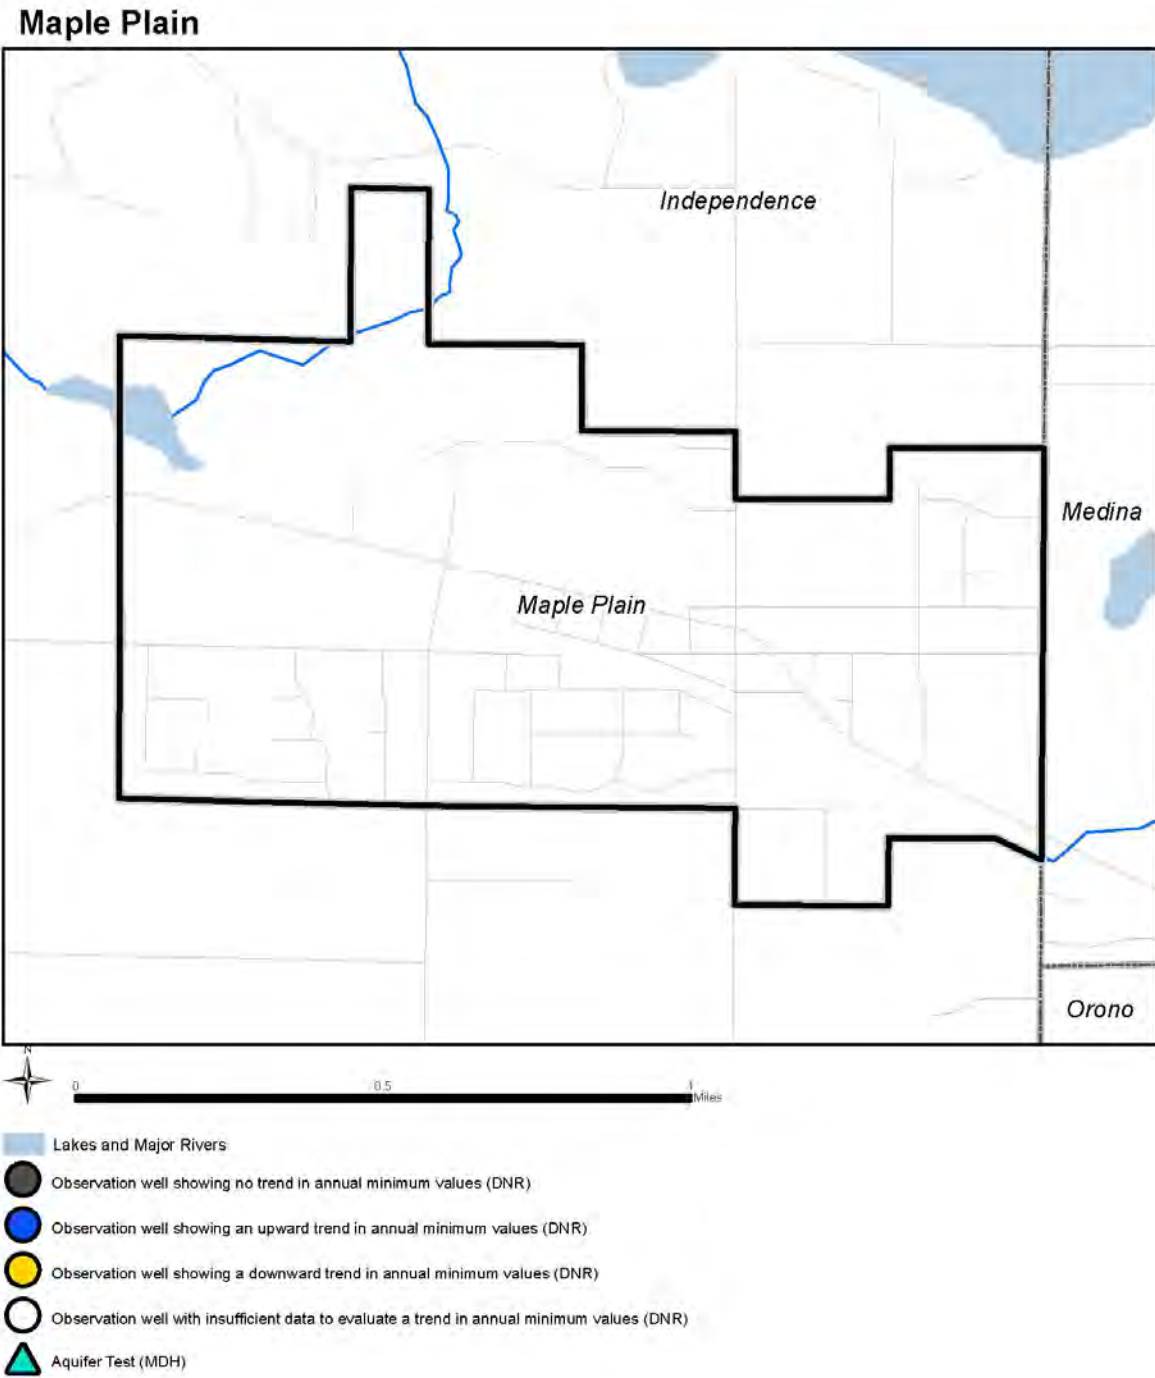 Maple Plain
Independence
Medina
Maple Plain
Orono
N
0 0.5 1
Miles
Lakes and Major Rivers
Observation well showing no trend in annual minimum values (DNR)
Observation well showing an upward trend in annual minimum values (DNR)
Observation well showing a downward trend in annual minimum values (DNR)
Observation well with insufficient data to evaluate a trend in annual minimum values (DNR)
Aquifer Test (MDH)